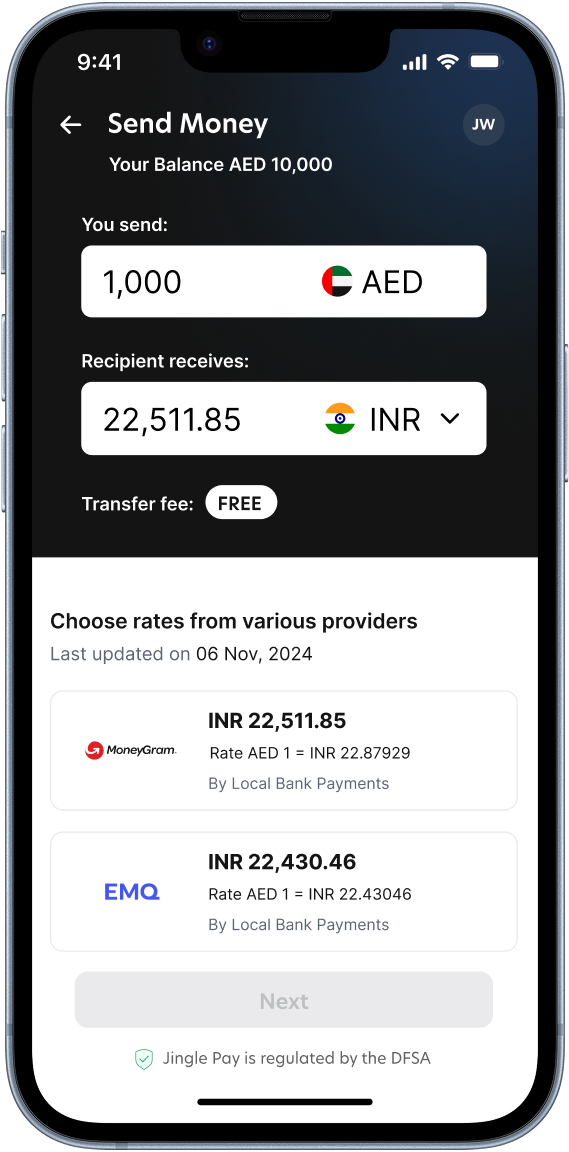 9:41
Send Money
JW
Your Balance AED 10,000
You send:
1,000 AED
Recipient receives:
22,511.85 INR
Transfer fee: FREE
Choose rates from various providers
Last updated on 06 Nov, 2024
INR 22,511.85
MoneyGram.
Rate AED 1 = INR 22.87929
By Local Bank Payments
INR 22,430.46
EMQ
Rate AED 1 = INR 22.43046
By Local Bank Payments
Next
Jingle Pay is regulated by the DFSA